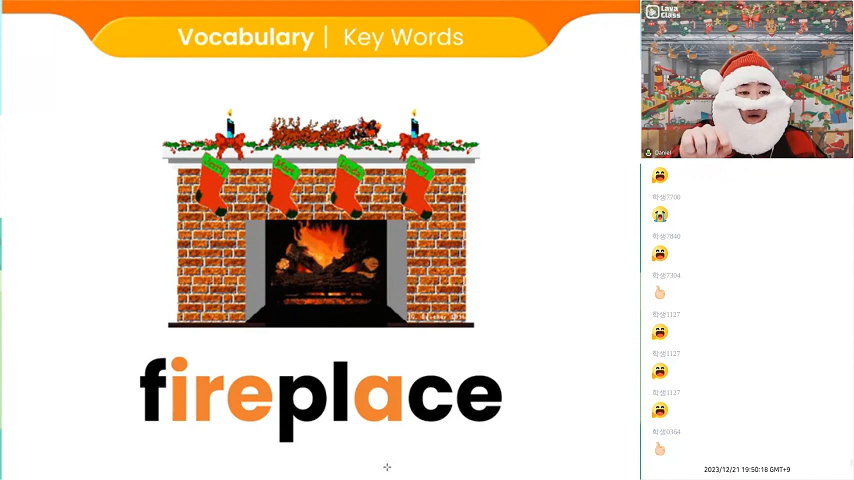 Vocabulary | Key Words
fireplace
Lava
Class
Daniel
학생7700
학생7840
학생7304
학생1127
학생1127
학생1127
학생0364
2023/12/21 19:50:18 GMT+9